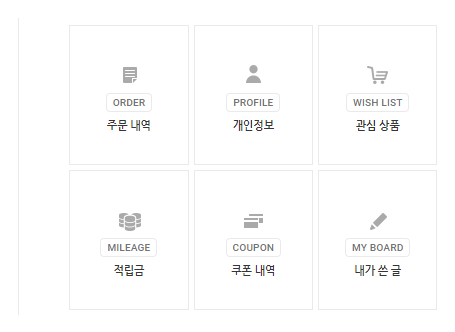 ORDER
주문 내역
PROFILE
개인정보
WISH LIST
관심 상품
MILEAGE
적립금
COUPON
쿠폰 내역
MY BOARD
내가 쓴 글